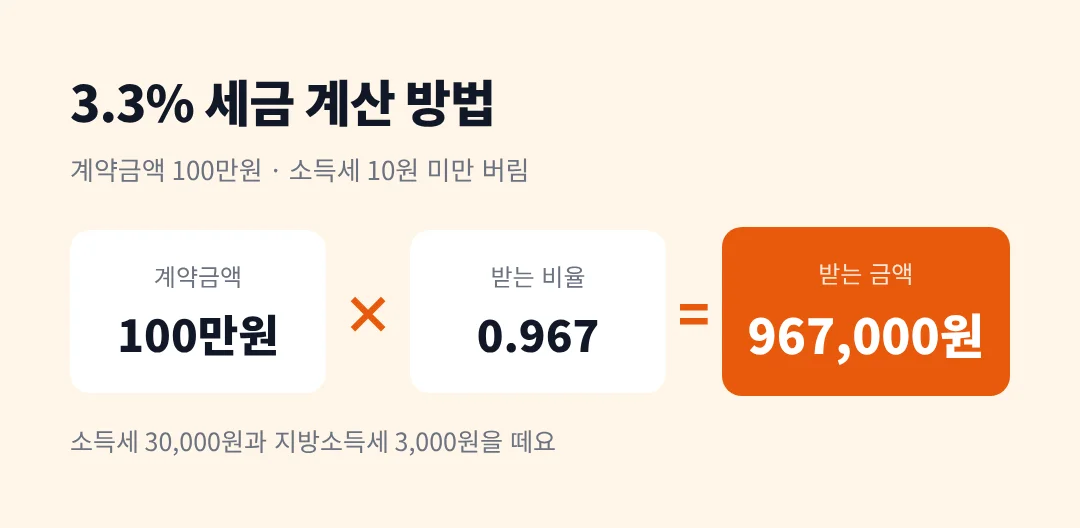 3.3% 세금 계산 방법
계약금액 100만원 · 소득세 10원 미만 버림
계약금액
100만원
×
받는 비율
0.967
=
받는 금액
967,000원
소득세 30,000원과 지방소득세 3,000원을 떼요